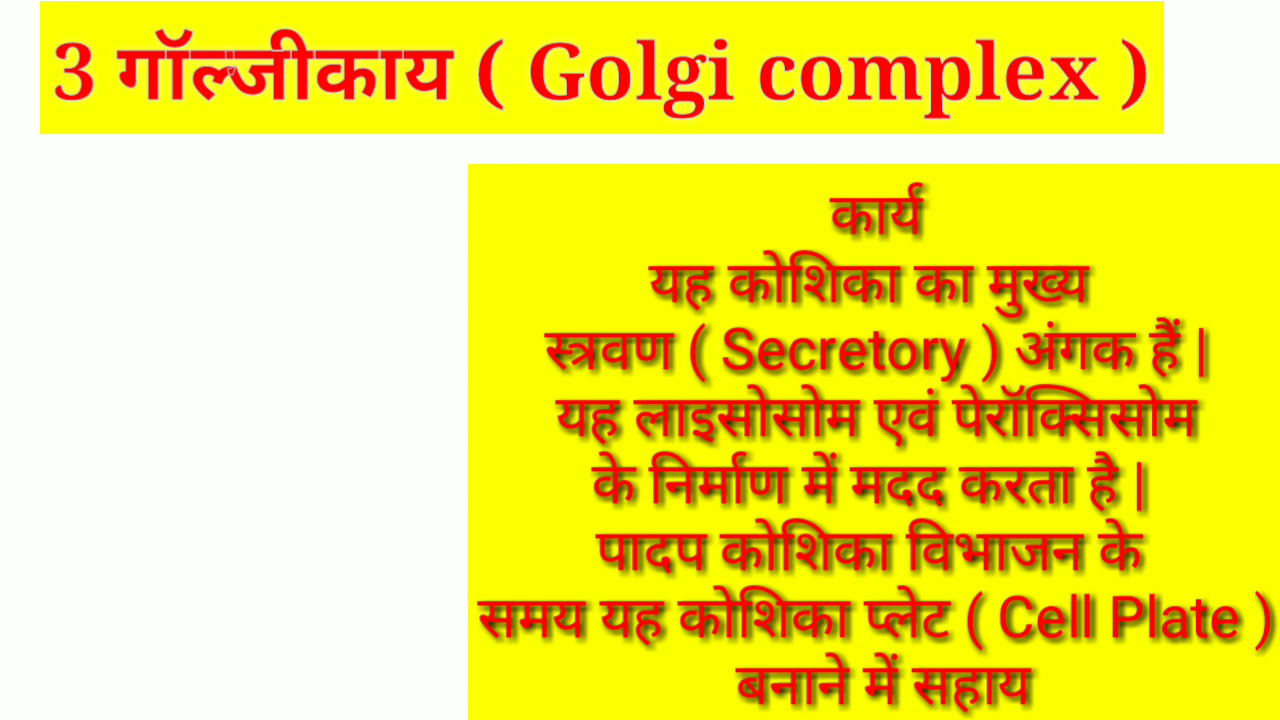 3 गॉल्जीकाय ( Golgi complex )
कार्य
यह कोशिका का मुख्य
स्त्रवण ( Secretory ) अंगक हैं |
यह लाइसोसोम एवं पेरॉक्सिसोम
के निर्माण में मदद करता है |
पादप कोशिका विभाजन के
समय यह कोशिका प्लेट ( Cell Plate )
बनाने में सहाय